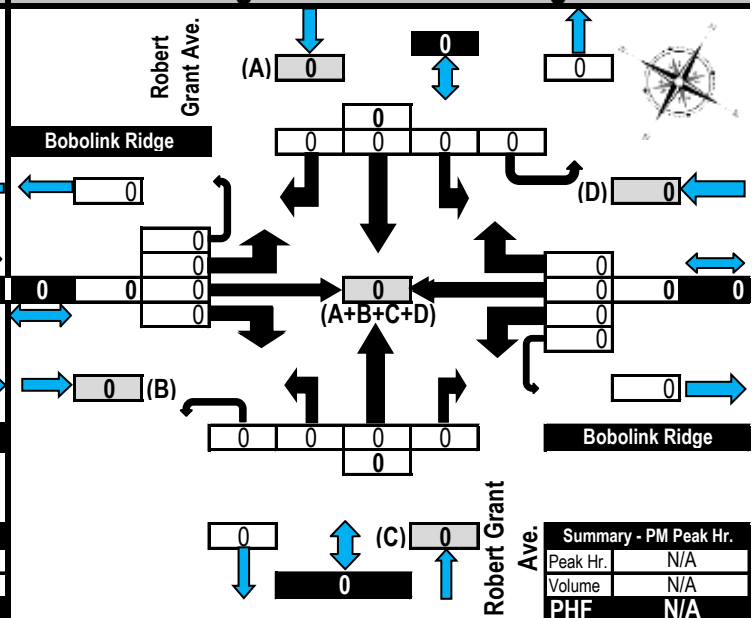 Robert
Grant Ave.
(A) 0
0
0
0
Bobolink Ridge
0 0 0 0
0
(D) 0
0
0
0
0 0 0
0
0
(A+B+C+D)
0
0 0 0
0
0
0 (B)
0
0 0 0 0
0
Bobolink Ridge
0
(C) 0
0
Robert Grant
Ave.
Summary - PM Peak Hr.
Peak Hr. N/A
Volume N/A
PHF N/A